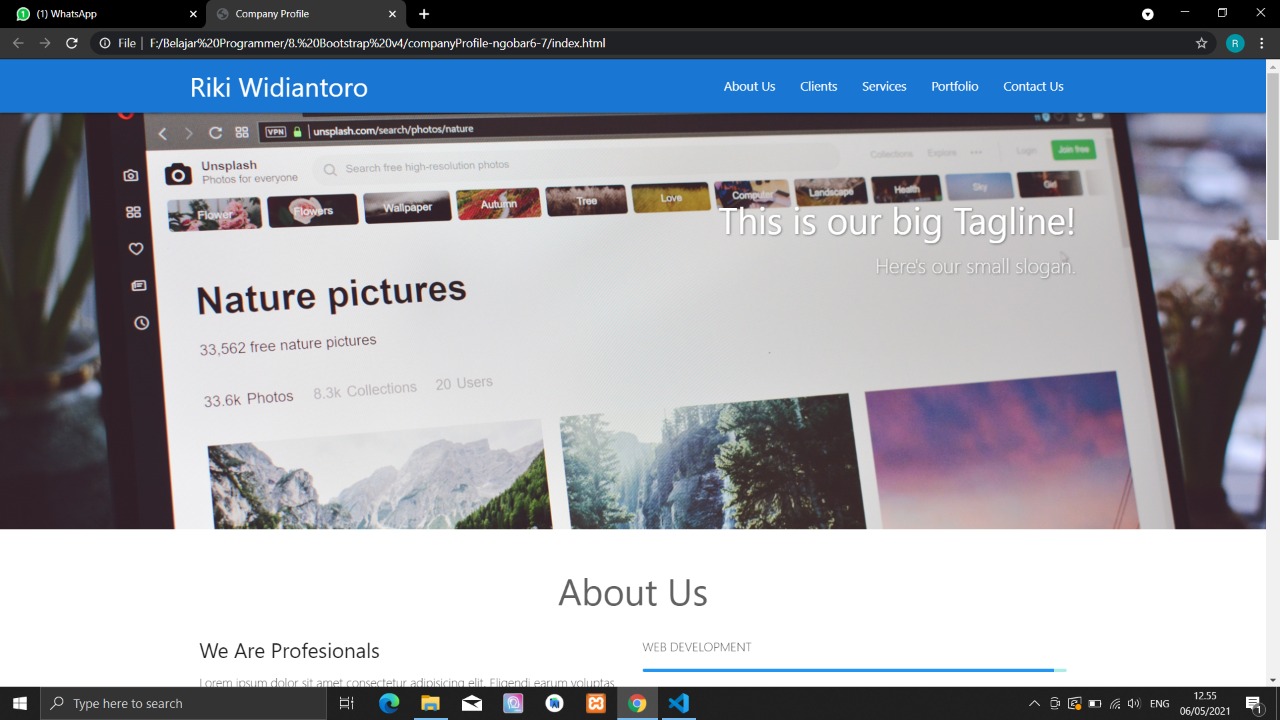 (1) WhatsApp
Company Profile
File | F:/Belajar%20Programmer/8.%20Bootstrap%20v4/companyProfile-ngobar6-7/index.html
R
Riki Widiantoro
About Us Clients Services Portfolio Contact Us
VPN unsplash.com/search/photos/nature
Unsplash
Photos for everyone
Search free high-resolution photos
Collections Explore ••• Login Join free
Flower Flowers Wallpaper Autumn Tree Love Computer Landscape Health Sky Girl
This is our big Tagline!
Here's our small slogan.
Nature pictures
33,562 free nature pictures
33.6k Photos 8.3k Collections 20 Users
About Us
We Are Profesionals
WEB DEVELOPMENT
Lorem ipsum dolor sit amet consectetur adipisicing elit. Eligendi earum voluptas
Type here to search
ENG
12.55
06/05/2021
1